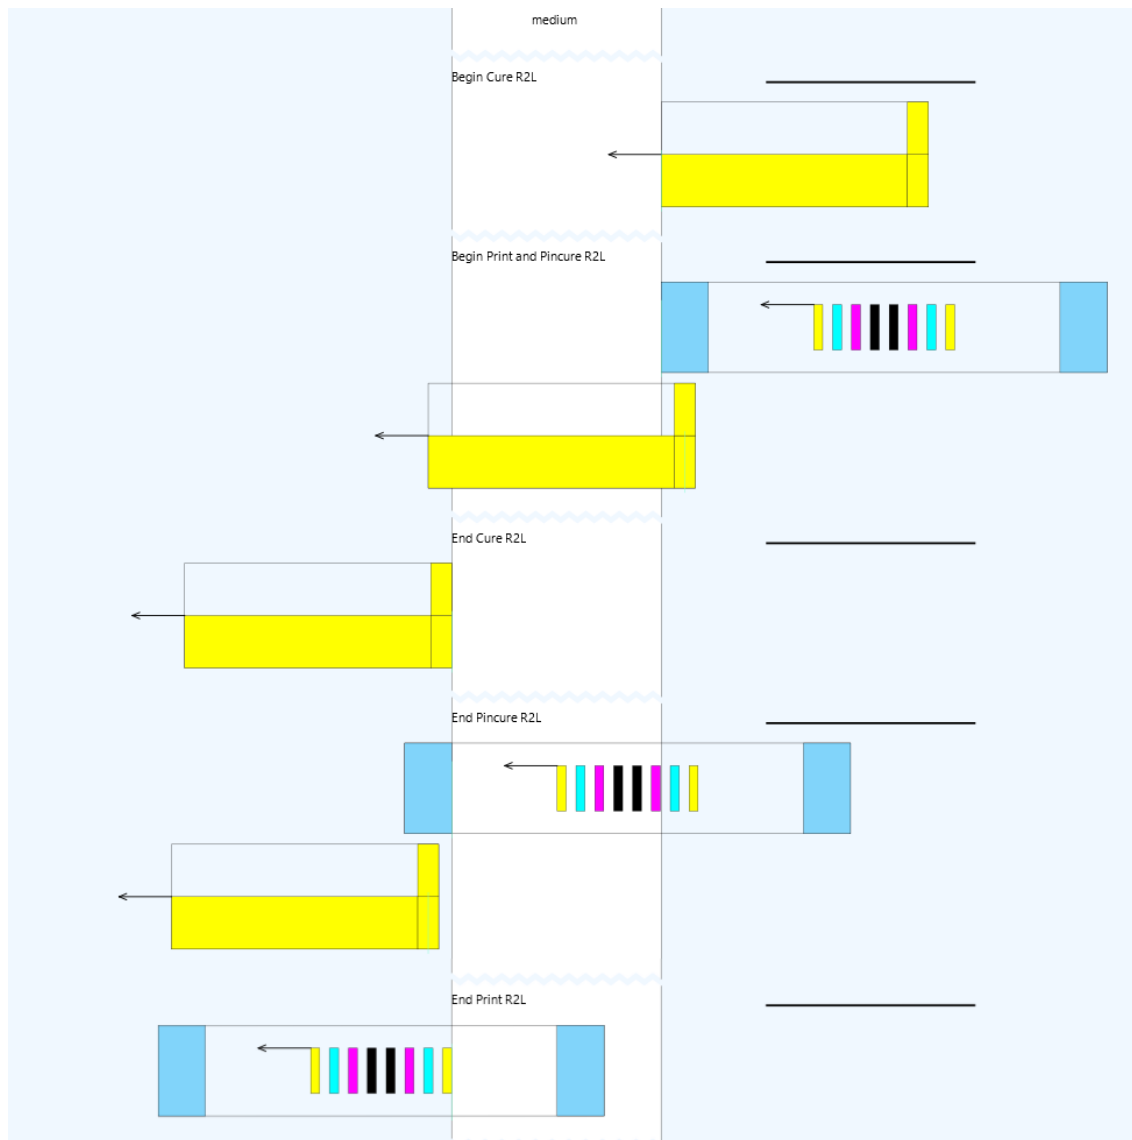 medium
Begin Cure R2L
Begin Print and Pincure R2L
End Cure R2L
End Pincure R2L
End Print R2L